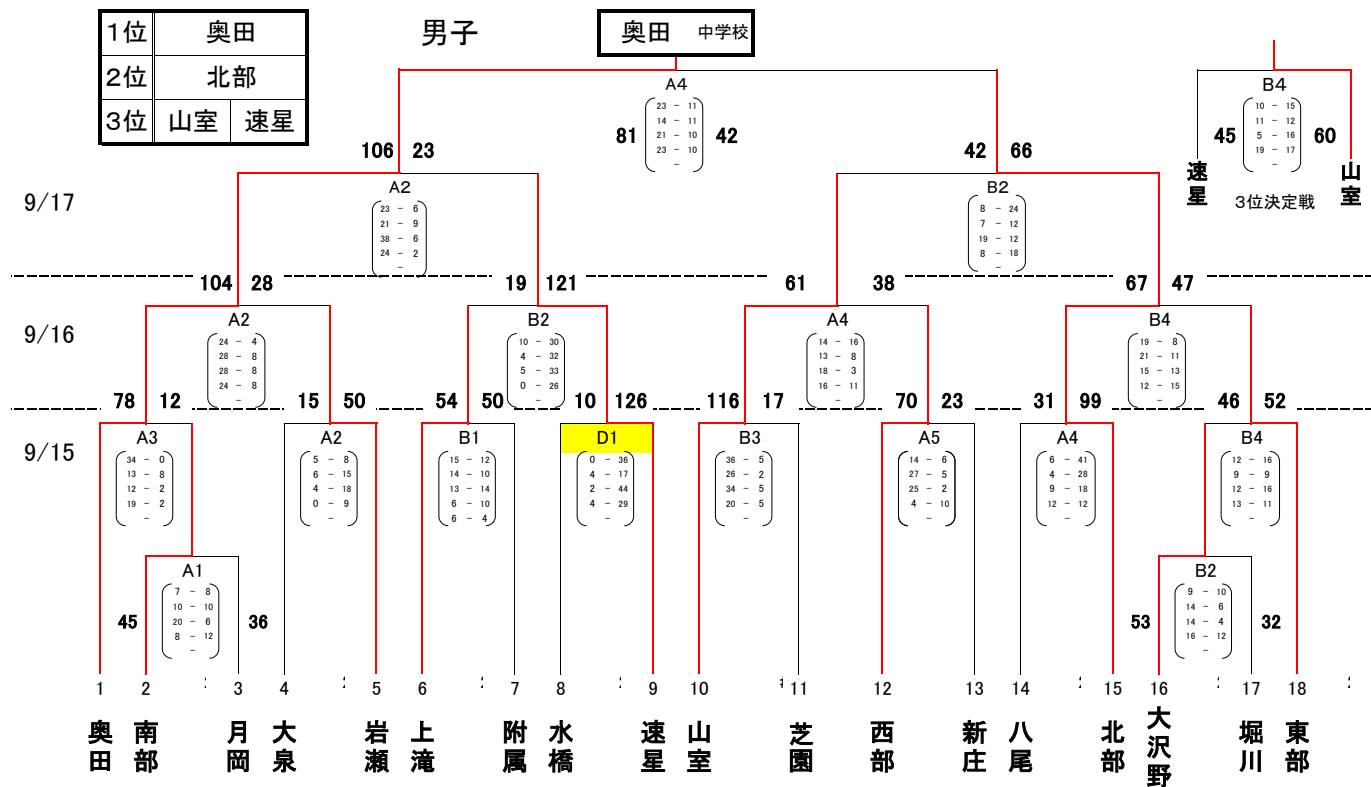 1位 奥田
2位 北部
3位 山室 速星
男子
奥田 中学校
A4
23 - 11
14 - 11
21 - 10
23 - 10
-
81 42
B4
10 - 15
11 - 12
5 - 16
19 - 17
-
45 60
速星 山室
3位決定戦
9/17
106 23
A2
23 - 6
21 - 9
38 - 6
24 - 2
-
42 66
B2
8 - 24
7 - 12
19 - 12
8 - 18
-
9/16
104 28
A2
24 - 4
28 - 8
28 - 8
24 - 8
-
19 121
B2
10 - 30
4 - 32
5 - 33
0 - 26
-
61 38
A4
14 - 16
13 - 8
18 - 3
16 - 11
-
67 47
B4
19 - 8
21 - 11
15 - 13
12 - 15
-
9/15
78 12
A3
34 - 0
13 - 8
12 - 2
19 - 2
-
15 50
A2
5 - 8
6 - 15
4 - 18
0 - 9
-
54 50
B1
15 - 12
14 - 10
13 - 14
6 - 10
6 - 4
10 126
D1
0 - 36
4 - 17
2 - 44
4 - 29
-
116 17
B3
36 - 5
26 - 2
34 - 5
20 - 5
-
70 23
A5
14 - 6
27 - 5
25 - 2
4 - 10
-
31 99
A4
6 - 41
4 - 28
9 - 18
12 - 12
-
46 52
B4
12 - 16
9 - 9
12 - 16
13 - 11
-
45 36
A1
7 - 8
10 - 10
20 - 6
8 - 12
-
53 32
B2
9 - 10
14 - 6
14 - 4
16 - 12
-
1 2 3 4 5 6 7 8 9 10 11 12 13 14 15 16 17 18
奥田 南部 月岡 大泉 岩瀬 上滝 附属 水橋 速星 山室 芝園 西部 新庄 八尾 北部 大沢野 堀川 東部